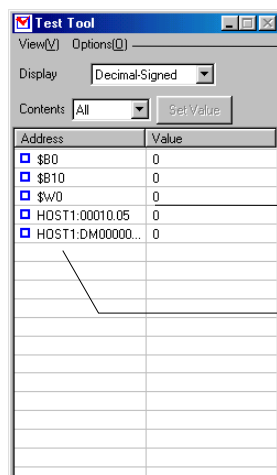 Test Tool
View(V) Options(O)
Display Decimal-Signed
Contents All Set Value
Address Value
$B0 0
$B10 0
$W0 0
HOST1:00010.05 0
HOST1:DM00000... 0